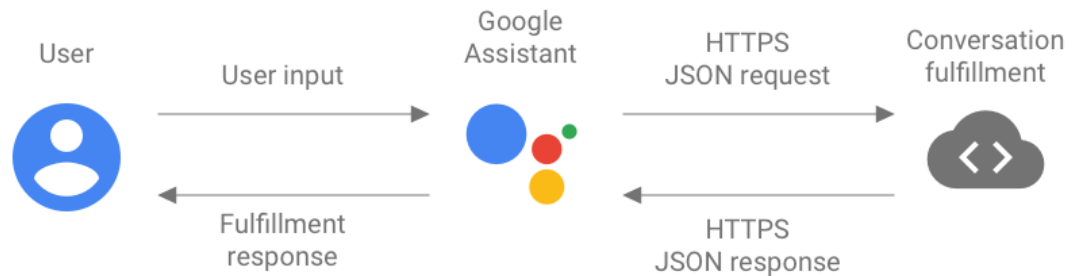 User
User input
Fulfillment
response
Google
Assistant
HTTPS
JSON request
HTTPS
JSON response
Conversation
fulfillment